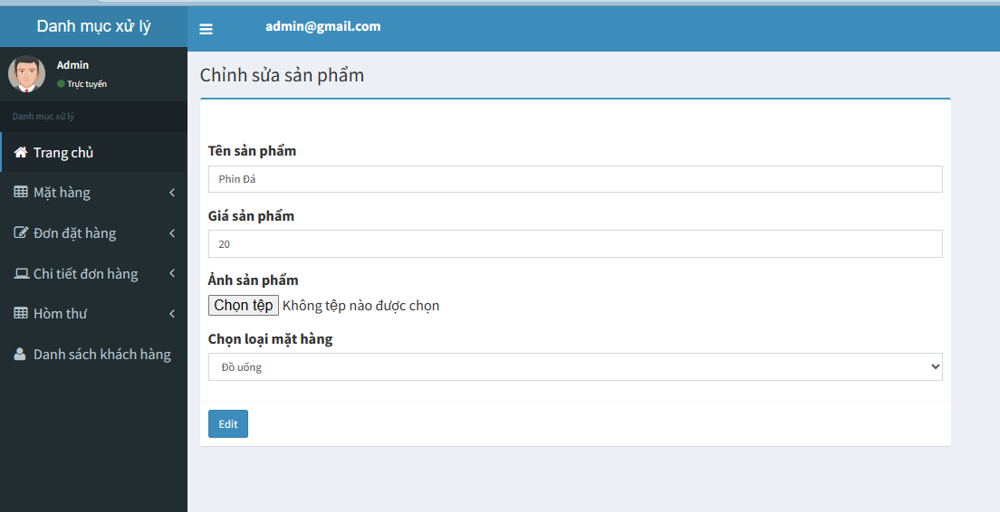 Danh mục xử lý
admin@gmail.com
Admin
Trực tuyến
Danh mục xử lý
Trang chủ
Mặt hàng
Đơn đặt hàng
Chi tiết đơn hàng
Hòm thư
Danh sách khách hàng
Chỉnh sửa sản phẩm
Tên sản phẩm
Phin Đá
Giá sản phẩm
20
Ảnh sản phẩm
Chọn tệp Không tệp nào được chọn
Chọn loại mặt hàng
Đồ uống
Edit